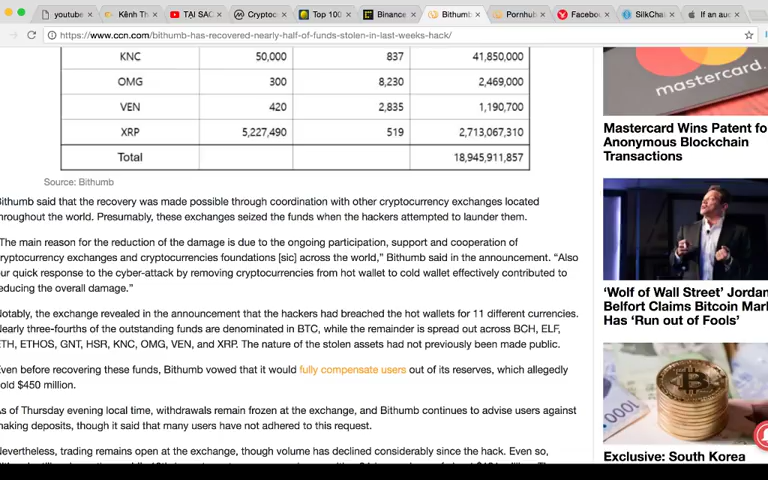 youtube
Kênh Th
TẠI SAO
Cryptoc
Top 100
Binance
Bithumb
Pornhub
Facebo
SilkCha
If an au
https://www.ccn.com/bithumb-has-recovered-nearly-half-of-funds-stolen-in-last-weeks-hack/
KNC 50,000 837 41,850,000
OMG 300 8,230 2,469,000
VEN 420 2,835 1,190,700
XRP 5,227,490 519 2,713,067,310
Total 18,945,911,857
Source: Bithumb
Bithumb said that the recovery was made possible through coordination with other cryptocurrency exchanges located
hroughout the world. Presumably, these exchanges seized the funds when the hackers attempted to launder them.
The main reason for the reduction of the damage is due to the ongoing participation, support and cooperation of
ryptocurrency exchanges and cryptocurrencies foundations [sic] across the world,” Bithumb said in the announcement. “Also
ur quick response to the cyber-attack by removing cryptocurrencies from hot wallet to cold wallet effectively contributed to
educing the overall damage.”
Notably, the exchange revealed in the announcement that the hackers had breached the hot wallets for 11 different currencies.
Nearly three-fourths of the outstanding funds are denominated in BTC, while the remainder is spread out across BCH, ELF,
ETH, ETHOS, GNT, HSR, KNC, OMG, VEN, and XRP. The nature of the stolen assets had not previously been made public.
Even before recovering these funds, Bithumb vowed that it would fully compensate users out of its reserves, which allegedly
old $450 million.
As of Thursday evening local time, withdrawals remain frozen at the exchange, and Bithumb continues to advise users against
making deposits, though it said that many users have not adhered to this request.
Nevertheless, trading remains open at the exchange, though volume has declined considerably since the hack. Even so,
mastercard.
Mastercard Wins Patent fo
Anonymous Blockchain
Transactions
‘Wolf of Wall Street’ Jordan
Belfort Claims Bitcoin Mark
Has ‘Run out of Fools’
Exclusive: South Korea